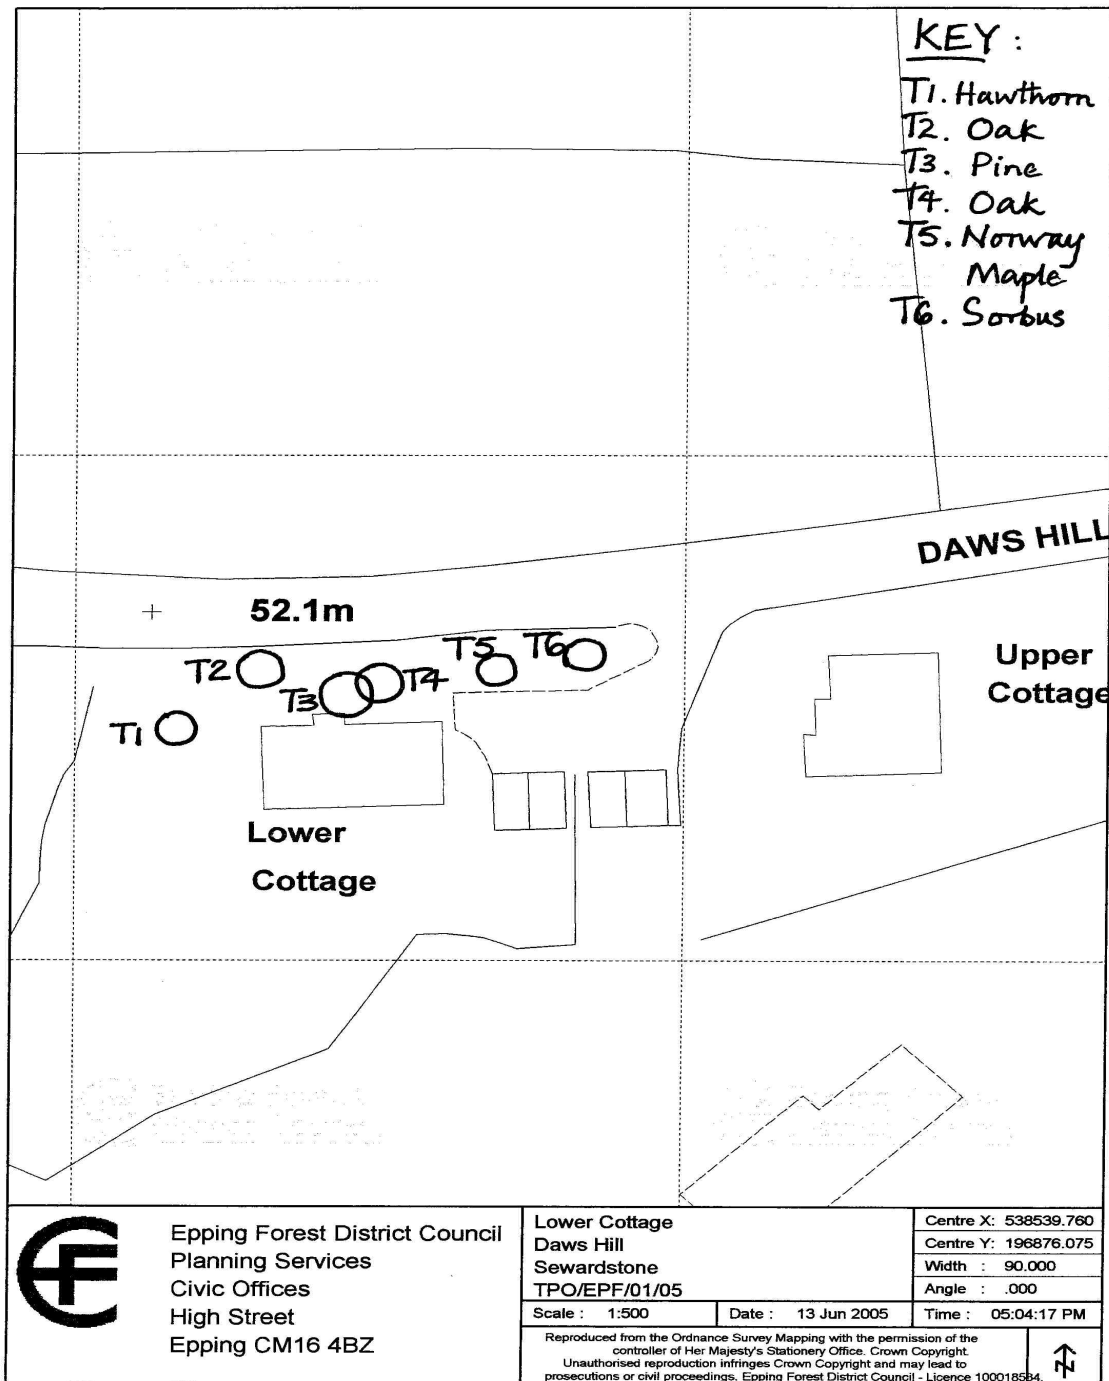 KEY :
T1. Hawthorn
T2. Oak
T3. Pine
T4. Oak
T5. Norway
Maple
T6. Sorbus
DAWS HILL
52.1m
T2
T3
T4
T5
T6
T1
Upper
Cottage
Lower
Cottage
Epping Forest District Council
Planning Services
Civic Offices
High Street
Epping CM16 4BZ
Lower Cottage
Daws Hill
Sewardstone
TPO/EPF/01/05
Scale : 1:500
Date : 13 Jun 2005
Centre X: 538539.760
Centre Y: 196876.075
Width : 90.000
Angle : .000
Time : 05:04:17 PM
Reproduced from the Ordnance Survey Mapping with the permission of the
controller of Her Majesty's Stationery Office. Crown Copyright.
Unauthorised reproduction infringes Crown Copyright and may lead to
prosecutions or civil proceedings. Epping Forest District Council - Licence 100018534.
N